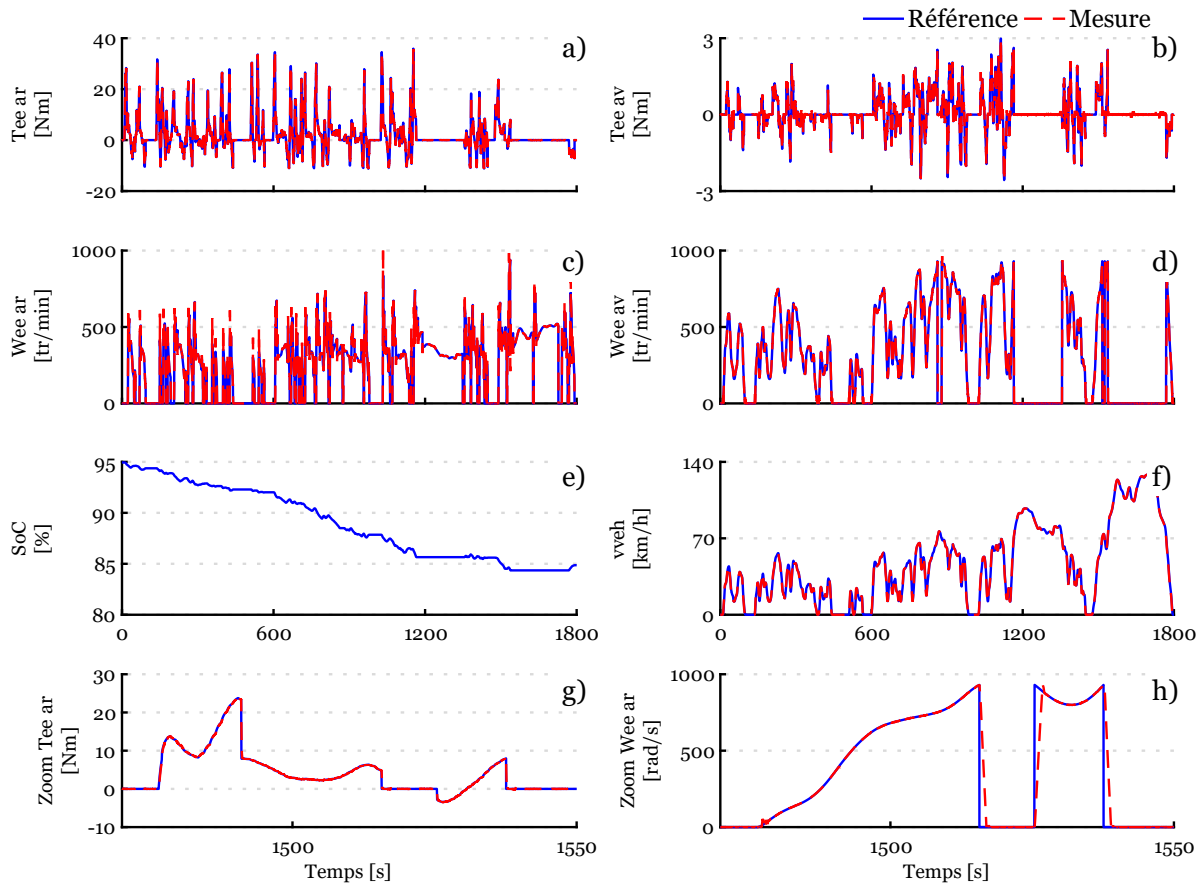 Référence Mesure
a)
Tee ar
[Nm]
40
20
0
-20
b)
Tee av
[Nm]
3
0
-3
c)
Wee ar
[tr/min]
1000
500
0
d)
Wee av
[tr/min]
1000
500
0
e)
SoC
[%]
95
90
85
80
0 600 1200 1800
f)
vveh
[km/h]
140
70
0
0 600 1200 1800
g)
Zoom Tee ar
[Nm]
30
20
10
0
-10
1500 1550
Temps [s]
h)
Zoom Wee ar
[rad/s]
1000
500
0
1500 1550
Temps [s]